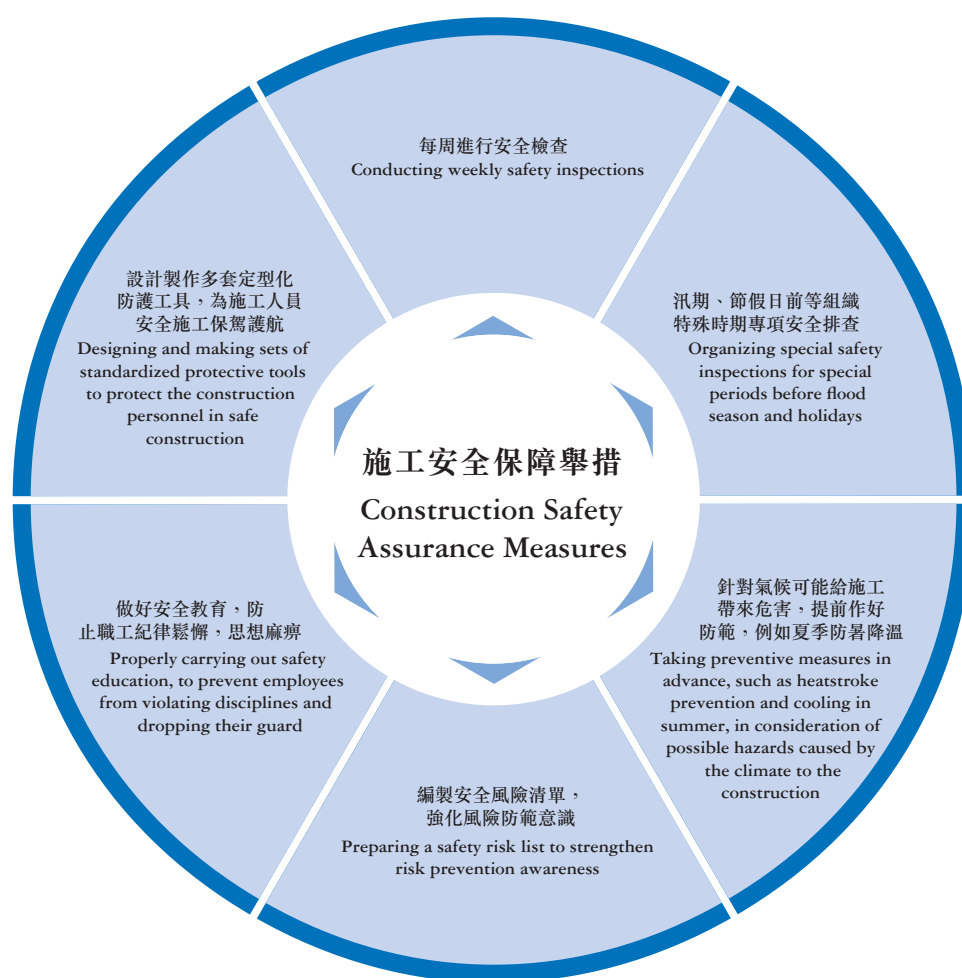 每周進行安全檢查
Conducting weekly safety inspections
設計製作多套定型化
防護工具，為施工人員
安全施工保駕護航
Designing and making sets of
standardized protective tools
to protect the construction
personnel in safe
construction
汛期、節假日前等組織
特殊時期專項安全排查
Organizing special safety
inspections for special
periods before flood
season and holidays
施工安全保障舉措
Construction Safety
Assurance Measures
做好安全教育，防
止職工紀律鬆懈，思想麻痹
Properly carrying out safety
education, to prevent employees
from violating disciplines and
dropping their guard
針對氣候可能給施工
帶來危害，提前作好
防範，例如夏季防暑降溫
Taking preventive measures in
advance, such as heatstroke
prevention and cooling in
summer, in consideration of
possible hazards caused by
the climate to the
construction
編製安全風險清單，
強化風險防範意識
Preparing a safety risk list to strengthen
risk prevention awareness